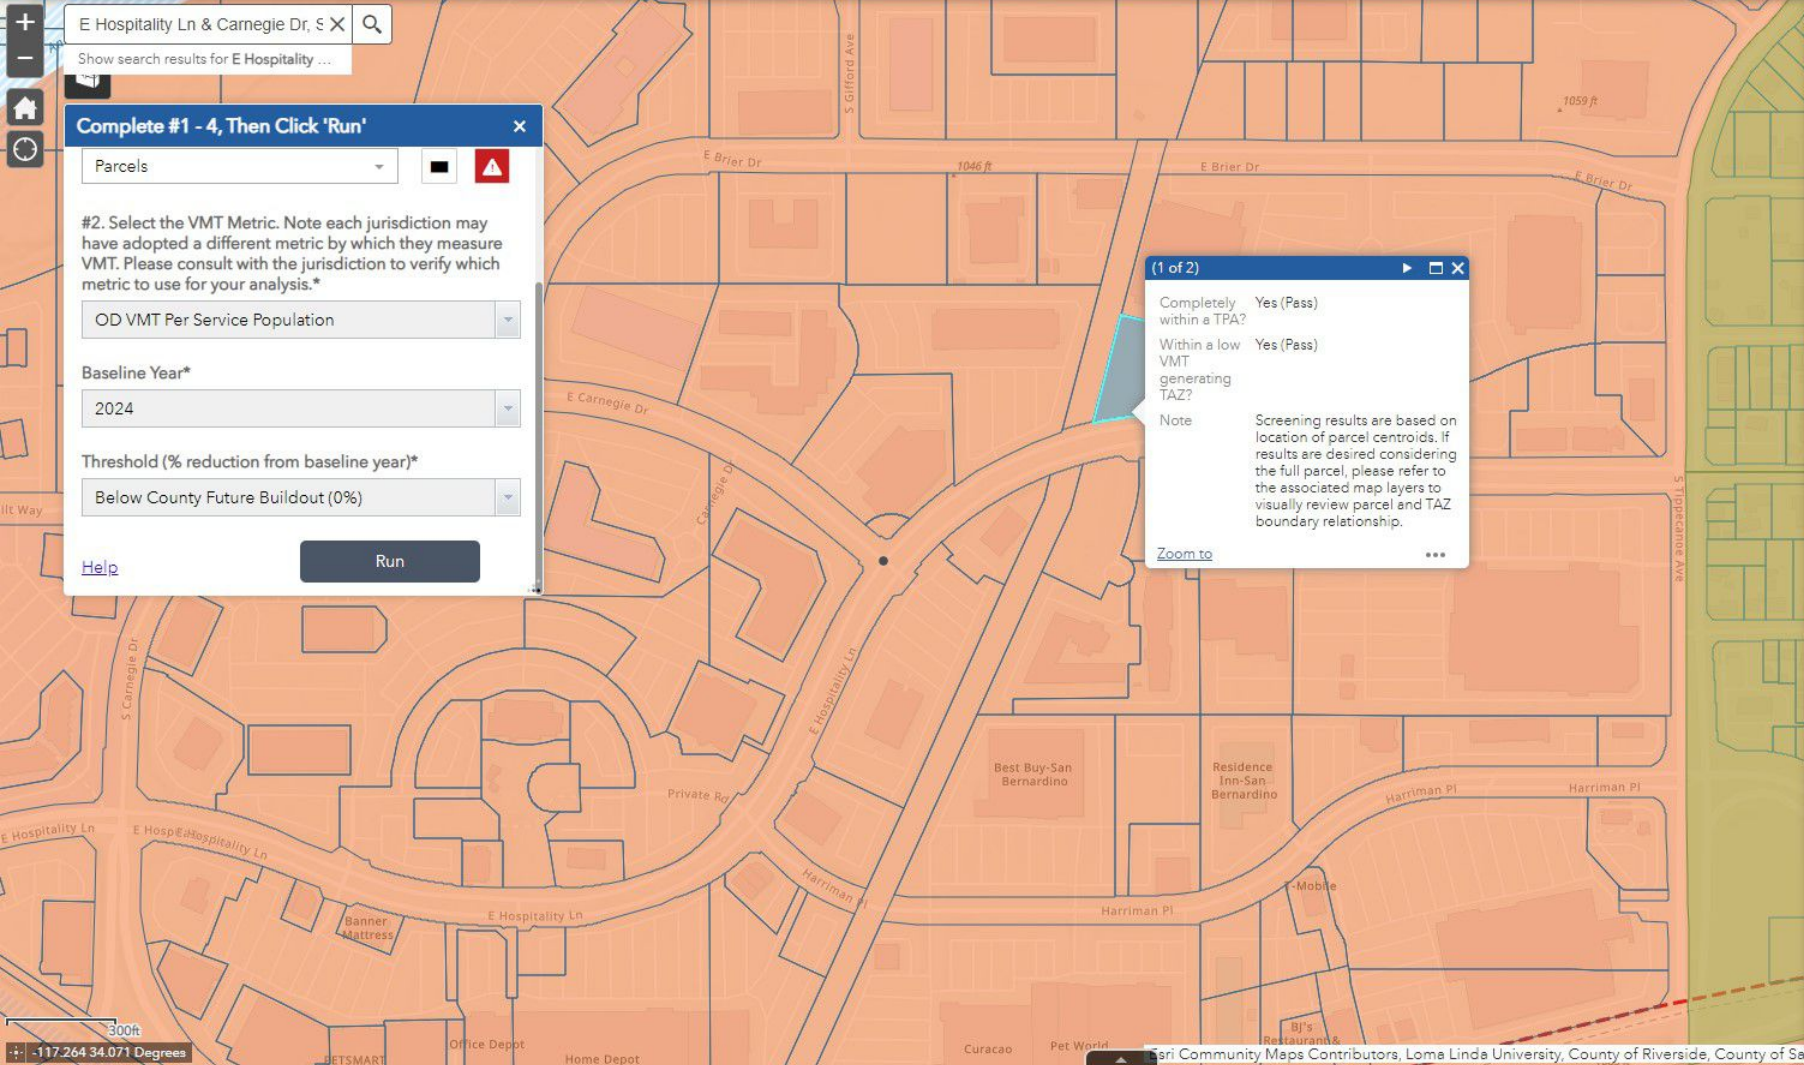 E Hospitality Ln & Carnegie Dr, S
Show search results for E Hospitality ...
Complete #1 - 4, Then Click 'Run'
Parcels
#2. Select the VMT Metric. Note each jurisdiction may
have adopted a different metric by which they measure
VMT. Please consult with the jurisdiction to verify which
metric to use for your analysis.*
OD VMT Per Service Population
Baseline Year*
2024
Threshold (% reduction from baseline year)*
Below County Future Buildout (0%)
Help
Run
(1 of 2)
Completely within a TPA? Yes (Pass)
Within a low VMT generating TAZ? Yes (Pass)
Note
Screening results are based on
location of parcel centroids. If
results are desired considering
the full parcel, please refer to
the associated map layers to
visually review parcel and TAZ
boundary relationship.
Zoom to
S Gifford Ave
1059 ft
E Brier Dr
1046 ft
E Brier Dr
E Brier Dr
E Carnegie Dr
Carnegie Dr
S Tippecanoe Ave
ilt Way
S Carnegie Dr
E Hospitality Ln
Best Buy-San
Bernardino
Residence
Inn-San
Bernardino
Private Rd
Harriman Pl
Harriman Pl
E Hospitality Ln
E Hospitality Ln
Harriman Pl
T-Mobile
Harriman Pl
E Hospitality Ln
Banner
Mattress
300ft
-117.264 34.071 Degrees
PETSMART
Office Depot
Home Depot
Curacao
Pet World
BJ's
Restaurant &
Esri Community Maps Contributors, Loma Linda University, County of Riverside, County of Sa